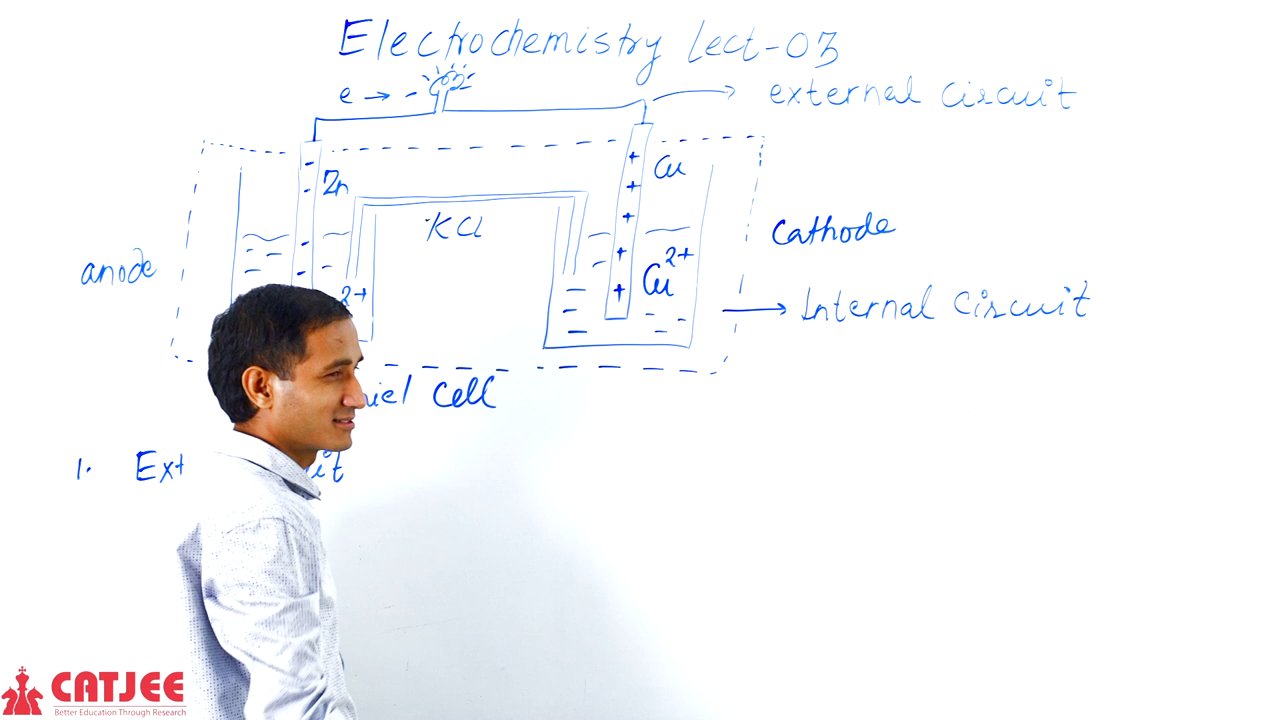 Electrochemistry Lect-03
e → -
external circuit
Zn
Cu
KCl
Cathode
anode
2+
Cu2+
Internal Circuit
Cell
1. Ext
CATJEE
Better Education Through Research